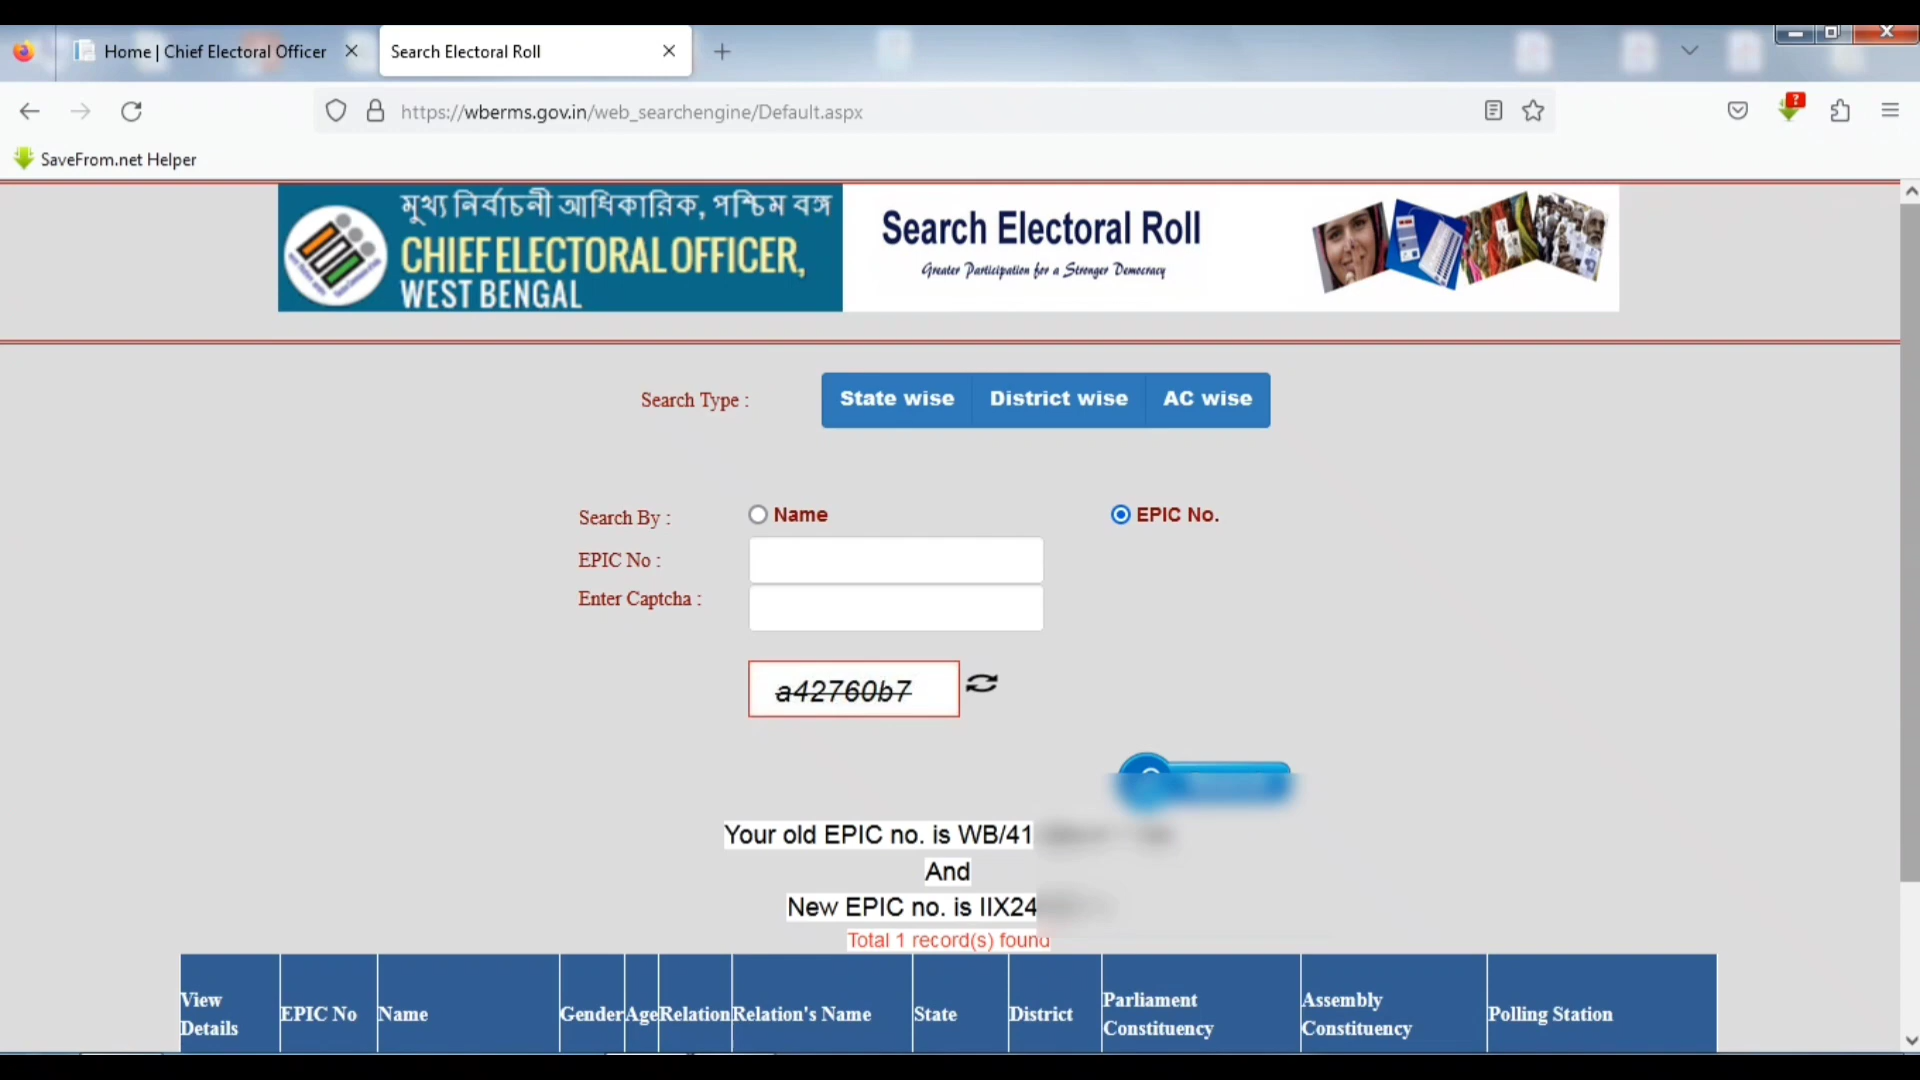 Home | Chief Electoral Officer
Search Electoral Roll
https://wberms.gov.in/web_searchengine/Default.aspx
?
SaveFrom.net Helper
মুখ্য নির্বাচনী আধিকারিক, পশ্চিম বঙ্গ
CHIEF ELECTORAL OFFICER,
WEST BENGAL
Search Electoral Roll
Greater Participation for a Stronger Democracy
Search Type :
State wise
District wise
AC wise
Search By :
Name
EPIC No.
EPIC No :
Enter Captcha :
a42760b7
Your old EPIC no. is WB/41
And
New EPIC no. is IIX24
Total 1 record(s) found
View Details
EPIC No
Name
Gender
Age
Relation
Relation's Name
State
District
Parliament Constituency
Assembly Constituency
Polling Station